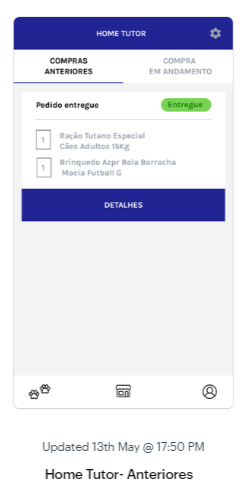 HOME TUTOR
COMPRAS
ANTERIORES
COMPRA
EM ANDAMENTO
Pedido entregue
Entregue
1
Ração Tutano Especial
Cães Adultos 15Kg
1
Brinquedo Azpr Bola Borracha
Macia Futball G
DETALHES
Updated 13th May @ 17:50 PM
Home Tutor- Anteriores